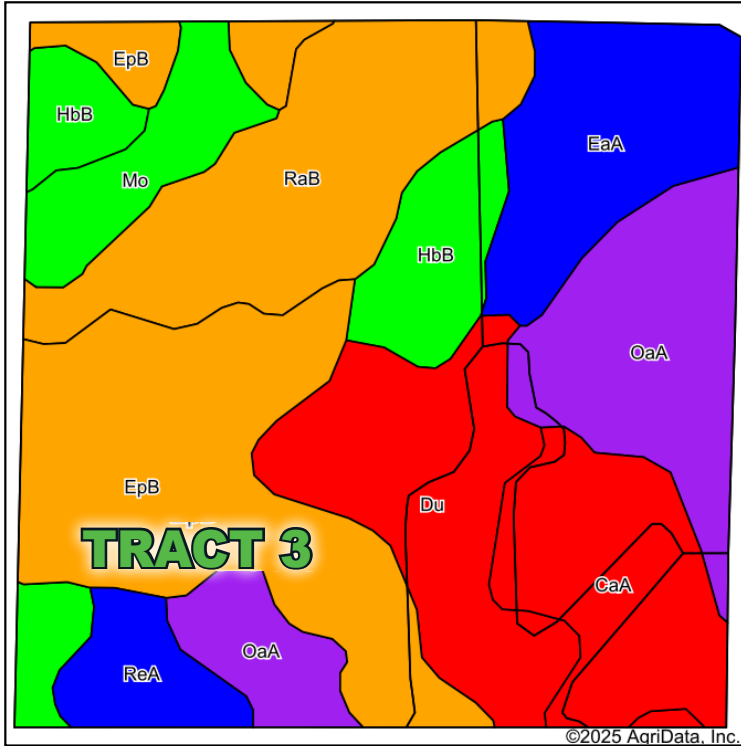 EpB
HbB
EaA
Mo
RaB
HbB
OaA
EpB
Du
TRACT 3
CaA
OaA
ReA
©2025 AgriData, Inc.